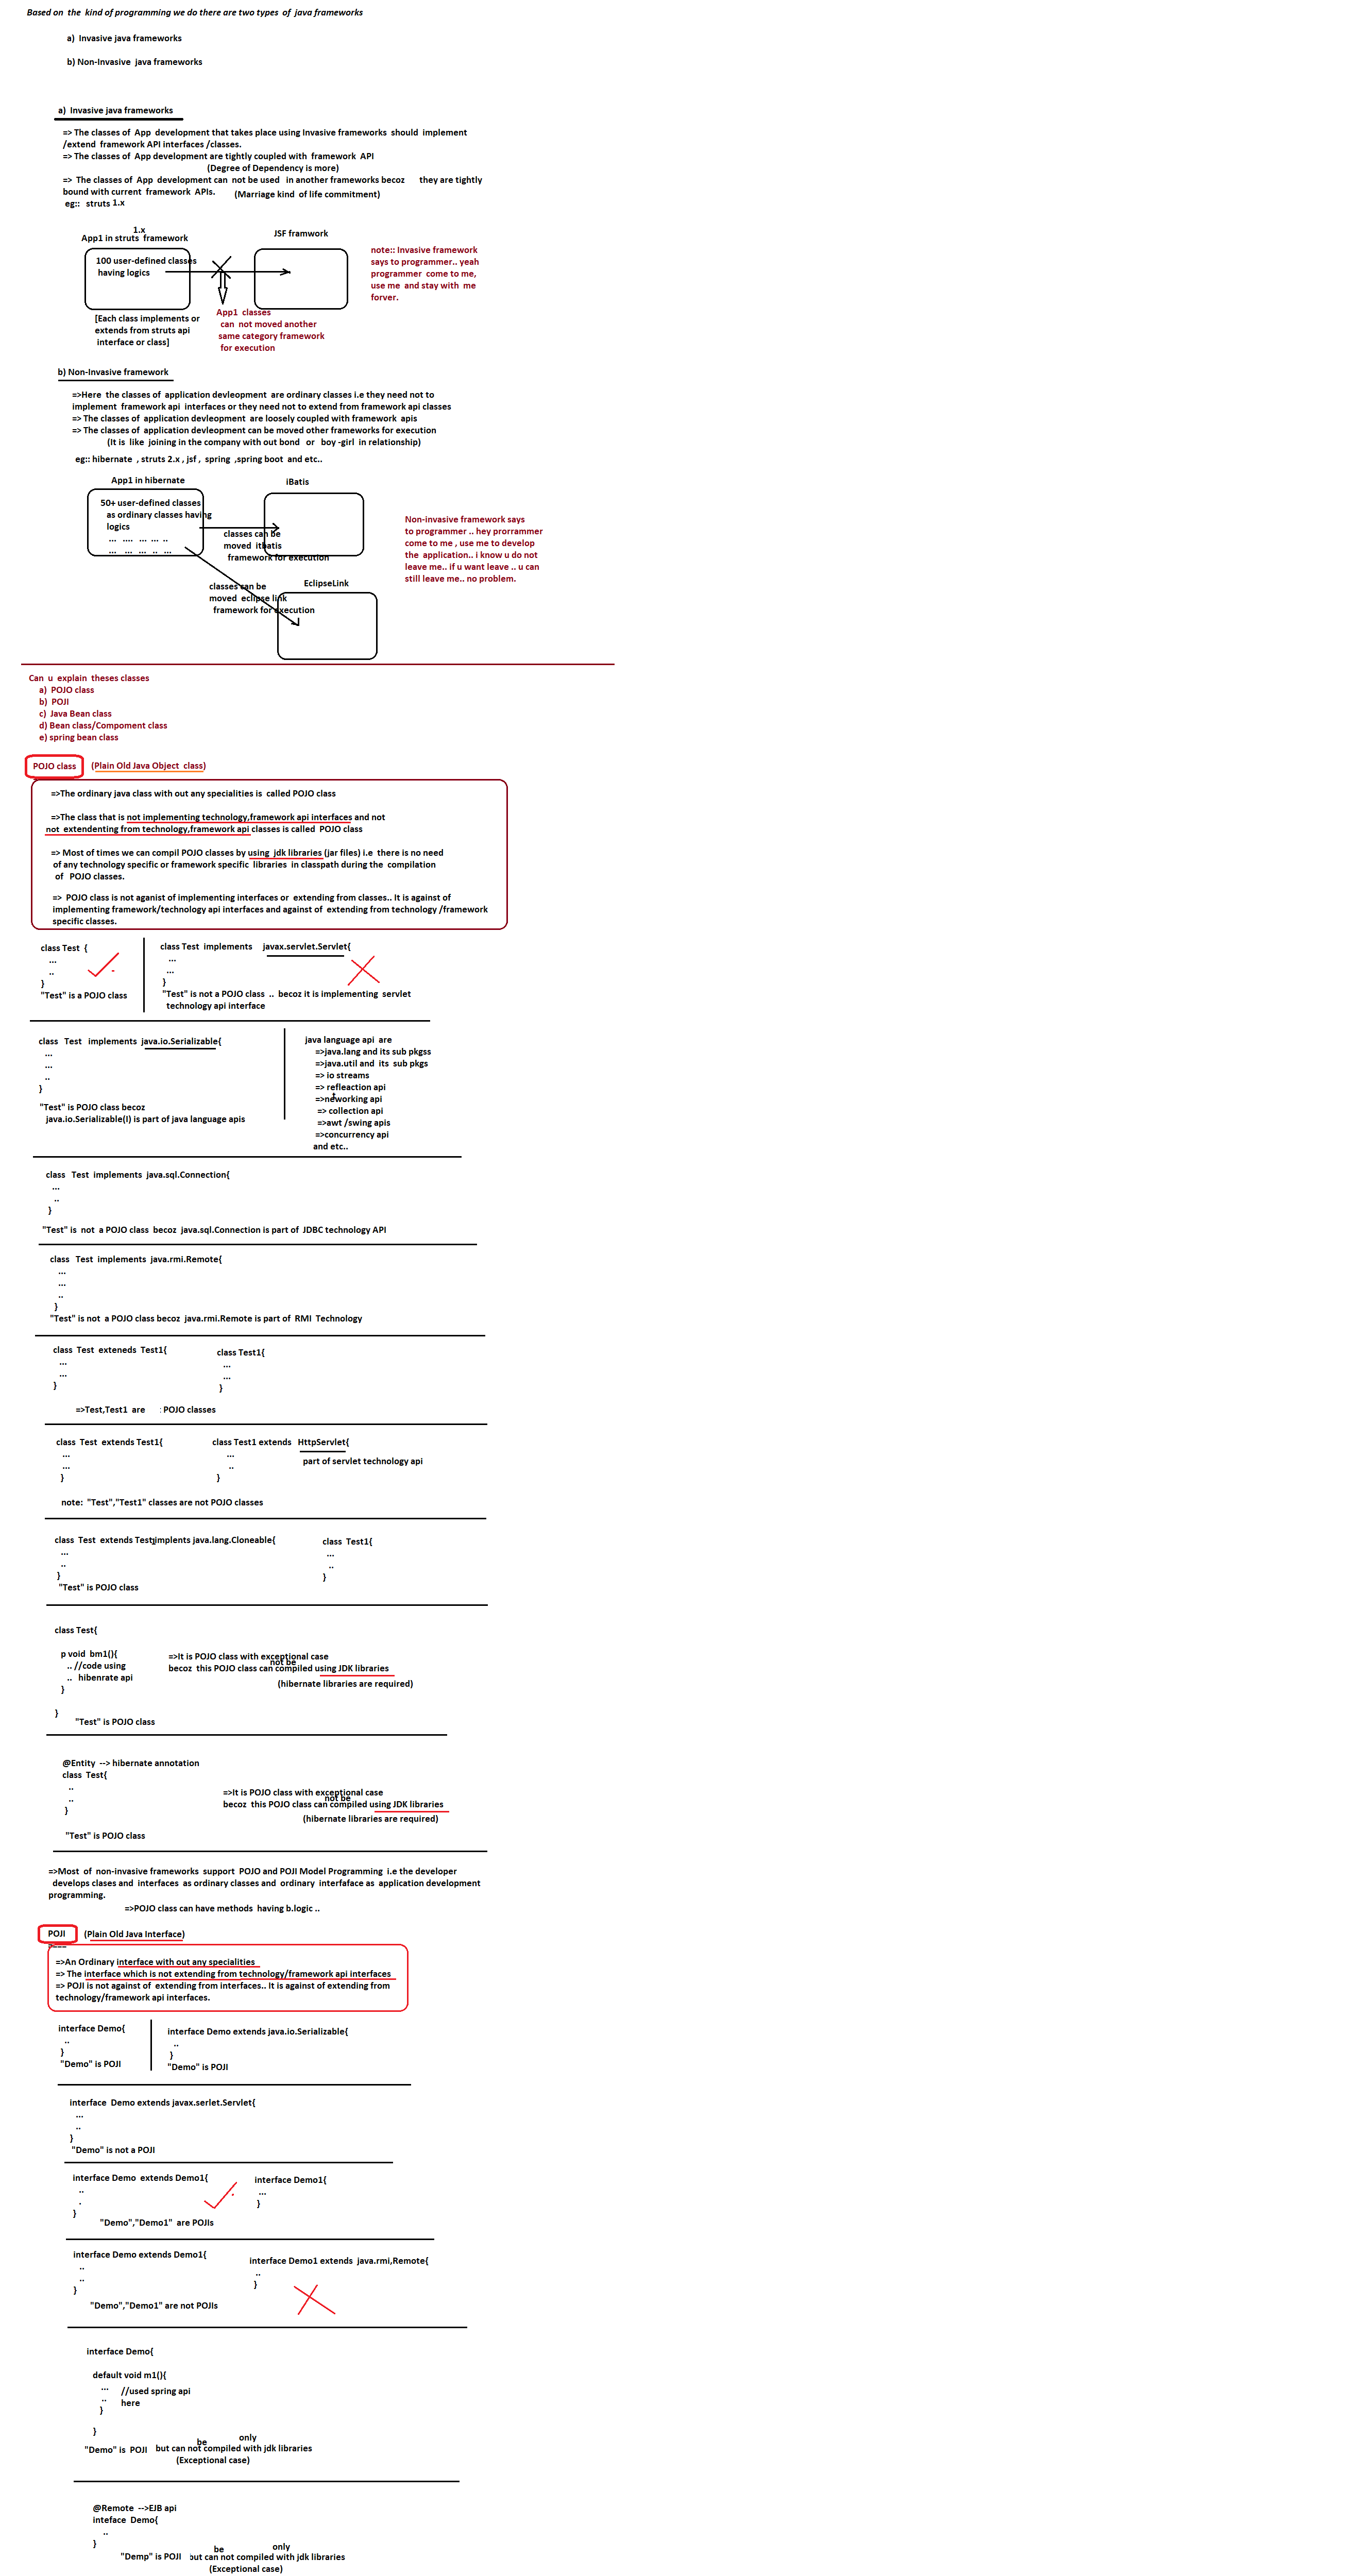 Based on the kind of programming we do there are two types of java frameworks
a) Invasive java frameworks
b) Non-Invasive java frameworks
a) Invasive java frameworks
=> The classes of App development that takes place using Invasive frameworks should implement
/extend framework API interfaces /classes.
=> The classes of App development are tightly coupled with framework API
(Degree of Dependency is more)
=> The classes of App development can not be used in another frameworks becoz they are tightly
bound with current framework APIs. (Marriage kind of life commitment)
eg:: struts 1.x
1.x
App1 in struts framework
JSF framwork
100 user-defined classes
having logics
[Each class implements or
extends from struts api
interface or class]
App1 classes
can not moved another
same category framework
for execution
note:: Invasive framework
says to programmer.. yeah
programmer come to me,
use me and stay with me
forver.
b) Non-Invasive framework
=>Here the classes of application devleopment are ordinary classes i.e they need not to
implement framework api interfaces or they need not to extend from framework api classes
=> The classes of application devleopment are loosely coupled with framework apis
=> The classes of application devleopment can be moved other frameworks for execution
(It is like joining in the company with out bond or boy -girl in relationship)
eg:: hibernate , struts 2.x , jsf , spring ,spring boot and etc..
App1 in hibernate
iBatis
50+ user-defined classes
as ordinary classes having
logics
... .... ... ... ..
... ... ... .. ...
classes can be
moved itbatis
framework for execution
classes can be
moved eclipse link
framework for execution
EclipseLink
Non-invasive framework says
to programmer .. hey prorrammer
come to me , use me to develop
the application.. i know u do not
leave me.. if u want leave .. u can
still leave me.. no problem.
Can u explain theses classes
a) POJO class
b) POJI
c) Java Bean class
d) Bean class/Compoment class
e) spring bean class
POJO class (Plain Old Java Object class)
=>The ordinary java class with out any specialities is called POJO class
=>The class that is not implementing technology,framework api interfaces and not
not extendenting from technology,framework api classes is called POJO class
=> Most of times we can compil POJO classes by using jdk libraries (jar files) i.e there is no need
of any technology specific or framework specific libraries in classpath during the compilation
of POJO classes.
=> POJO class is not aganist of implementing interfaces or extending from classes.. It is against of
implementing framework/technology api interfaces and against of extending from technology /framework
specific classes.
class Test {
...
..
}
"Test" is a POJO class
class Test implements javax.servlet.Servlet{
...
...
}
"Test" is not a POJO class .. becoz it is implementing servlet
technology api interface
class Test implements java.io.Serializable{
...
...
..
}
"Test" is POJO class becoz
java.io.Serializable(I) is part of java language apis
java language api are
=>java.lang and its sub pkgss
=>java.util and its sub pkgs
=> io streams
=> refleaction api
=>neworking api
t
=> collection api
=>awt /swing apis
=>concurrency api
and etc..
class Test implements java.sql.Connection{
...
..
}
"Test" is not a POJO class becoz java.sql.Connection is part of JDBC technology API
class Test implements java.rmi.Remote{
...
...
..
}
"Test" is not a POJO class becoz java.rmi.Remote is part of RMI Technology
class Test exteneds Test1{
...
...
}
class Test1{
...
...
}
=>Test,Test1 are : POJO classes
class Test extends Test1{
...
...
}
class Test1 extends HttpServlet{
...
..
}
part of servlet technology api
note: "Test","Test1" classes are not POJO classes
class Test extends Test1implents java.lang.Cloneable{
...
..
}
"Test" is POJO class
class Test1{
...
..
}
class Test{
p void bm1(){
.. //code using
.. hibenrate api
}
}
"Test" is POJO class
=>It is POJO class with exceptional case
not be
becoz this POJO class can compiled using JDK libraries
(hibernate libraries are required)
@Entity --> hibernate annotation
class Test{
..
..
}
"Test" is POJO class
=>It is POJO class with exceptional case
not be
becoz this POJO class can compiled using JDK libraries
(hibernate libraries are required)
=>Most of non-invasive frameworks support POJO and POJI Model Programming i.e the developer
develops clases and interfaces as ordinary classes and ordinary interfaface as application development
programming.
=>POJO class can have methods having b.logic ..
POJI (Plain Old Java Interface)
=>An Ordinary interface with out any specialities
=> The interface which is not extending from technology/framework api interfaces
=> POJI is not against of extending from interfaces.. It is against of extending from
technology/framework api interfaces.
interface Demo{
..
}
"Demo" is POJI
interface Demo extends java.io.Serializable{
..
}
"Demo" is POJI
interface Demo extends javax.serlet.Servlet{
...
..
}
"Demo" is not a POJI
interface Demo extends Demo1{
..
.
}
interface Demo1{
...
}
"Demo","Demo1" are POJIs
interface Demo extends Demo1{
..
..
}
interface Demo1 extends java.rmi,Remote{
..
}
"Demo","Demo1" are not POJIs
interface Demo{
default void m1(){
... //used spring api
.. here
}
}
be only
"Demo" is POJI but can not compiled with jdk libraries
(Exceptional case)
@Remote -->EJB api
inteface Demo{
..
}
be only
"Demp" is POJI but can not compiled with jdk libraries
(Exceptional case)